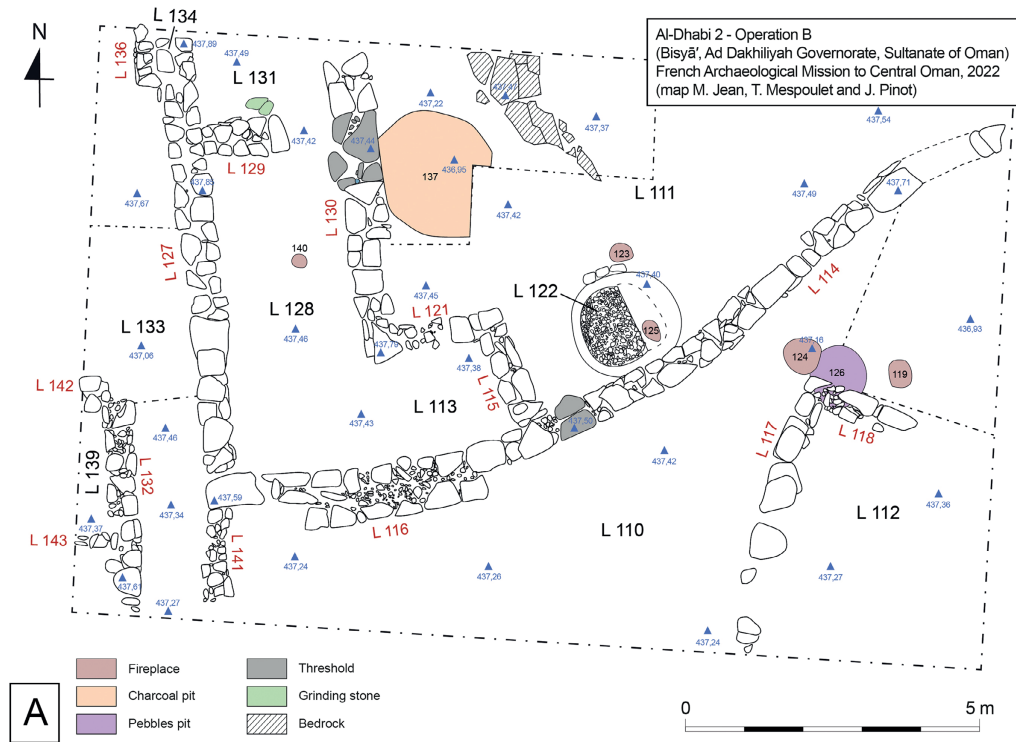 N
L 134
L 136
437,89
437,49
L 131
437,42
L 129
437,67
437,85
L 127
L 133
437,06
140
L 128
437,46
L 130
437,44
437,22
137
436,95
437,37
437,42
L 111
437,54
437,49
437,71
L 114
436,93
437,45
L 121
437,79
437,38
L 113
L 115
437,43
L 122
123
437,40
125
437,50
437,42
437,16
124
126
119
L 117
L 118
L 142
437,46
L 139
L 132
437,34
437,37
L 143
437,61
437,27
437,59
L 141
437,24
L 116
437,26
L 110
L 112
437,36
437,27
437,24
Al-Dhabi 2 - Operation B
(Bisyā′, Ad Dakhiliyah Governorate, Sultanate of Oman)
French Archaeological Mission to Central Oman, 2022
(map M. Jean, T. Mespoulet and J. Pinot)
A
Fireplace
Charcoal pit
Pebbles pit
Threshold
Grinding stone
Bedrock
0 5 m